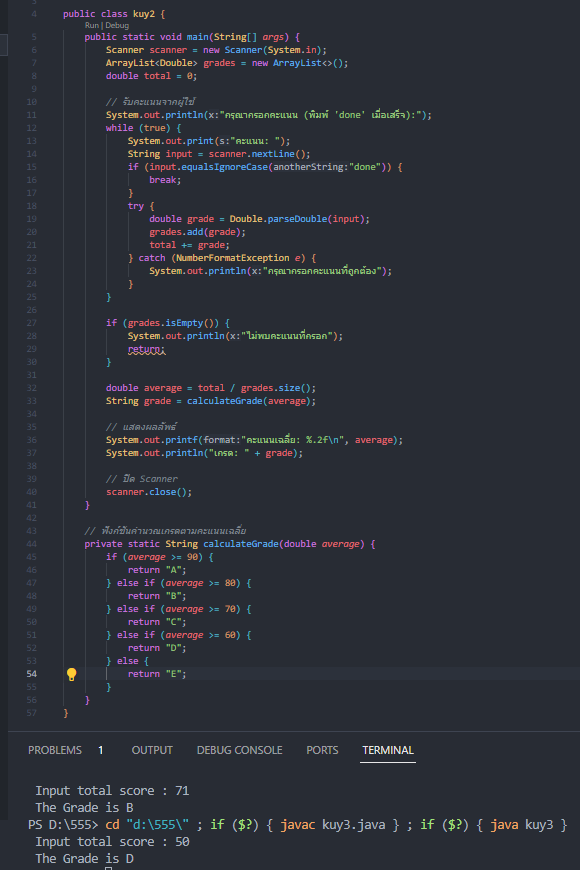 3
4 public class kuy2 {
Run | Debug
5 public static void main(String[] args) {
6 Scanner scanner = new Scanner(System.in);
7 ArrayList<Double> grades = new ArrayList<>();
8 double total = 0;
9
10 // รับคะแนนจากผู้ใช้
11 System.out.println(x:"กรุณากรอกคะแนน (พิมพ์ 'done' เมื่อเสร็จ):");
12 while (true) {
13 System.out.print(s:"คะแนน: ");
14 String input = scanner.nextLine();
15 if (input.equalsIgnoreCase(anotherString:"done")) {
16 break;
17 }
18 try {
19 double grade = Double.parseDouble(input);
20 grades.add(grade);
21 total += grade;
22 } catch (NumberFormatException e) {
23 System.out.println(x:"กรุณากรอกคะแนนที่ถูกต้อง");
24 }
25 }
26
27 if (grades.isEmpty()) {
28 System.out.println(x:"ไม่พบคะแนนที่กรอก");
29 return;
30 }
31
32 double average = total / grades.size();
33 String grade = calculateGrade(average);
34
35 // แสดงผลลัพธ์
36 System.out.printf(format:"คะแนนเฉลี่ย: %.2f\n", average);
37 System.out.println("เกรด: " + grade);
38
39 // ปิด Scanner
40 scanner.close();
41 }
42
43 // ฟังก์ชันคำนวณเกรดตามคะแนนเฉลี่ย
44 private static String calculateGrade(double average) {
45 if (average >= 90) {
46 return "A";
47 } else if (average >= 80) {
48 return "B";
49 } else if (average >= 70) {
50 return "C";
51 } else if (average >= 60) {
52 return "D";
53 } else {
54 return "E";
55 }
56 }
57 }
PROBLEMS 1 OUTPUT DEBUG CONSOLE PORTS TERMINAL
Input total score : 71
The Grade is B
PS D:\555> cd "d:\555\" ; if ($?) { javac kuy3.java } ; if ($?) { java kuy3 }
Input total score : 50
The Grade is D